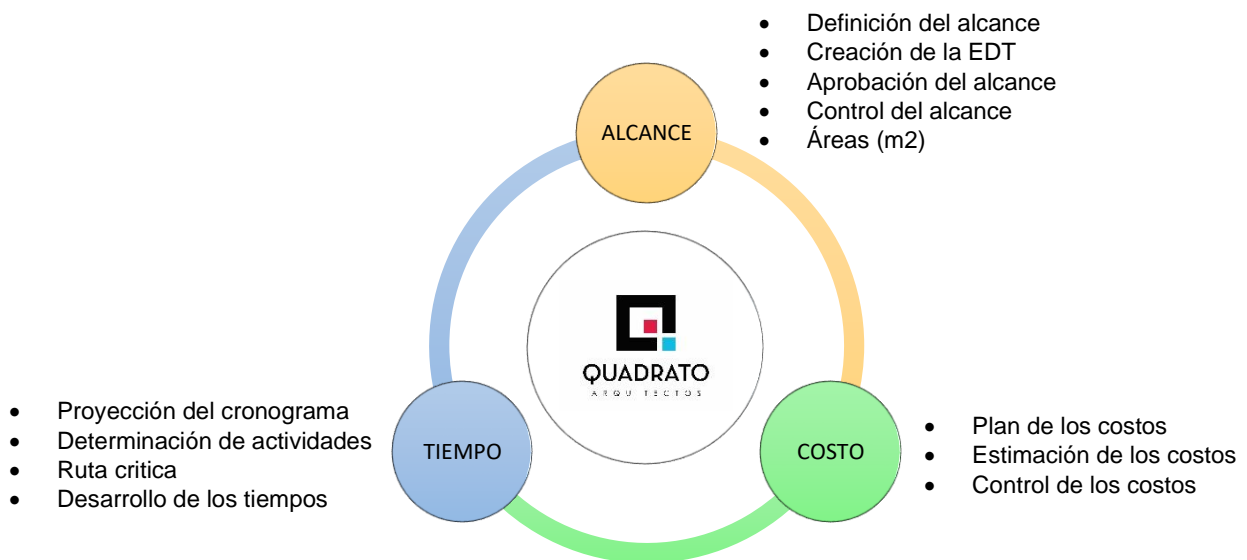 • Definición del alcance
• Creación de la EDT
• Aprobación del alcance
• Control del alcance
• Áreas (m2)
ALCANCE
QUADRATO
ARQUITECTOS
• Proyección del cronograma
• Determinación de actividades
• Ruta critica
• Desarrollo de los tiempos
TIEMPO
COSTO
• Plan de los costos
• Estimación de los costos
• Control de los costos